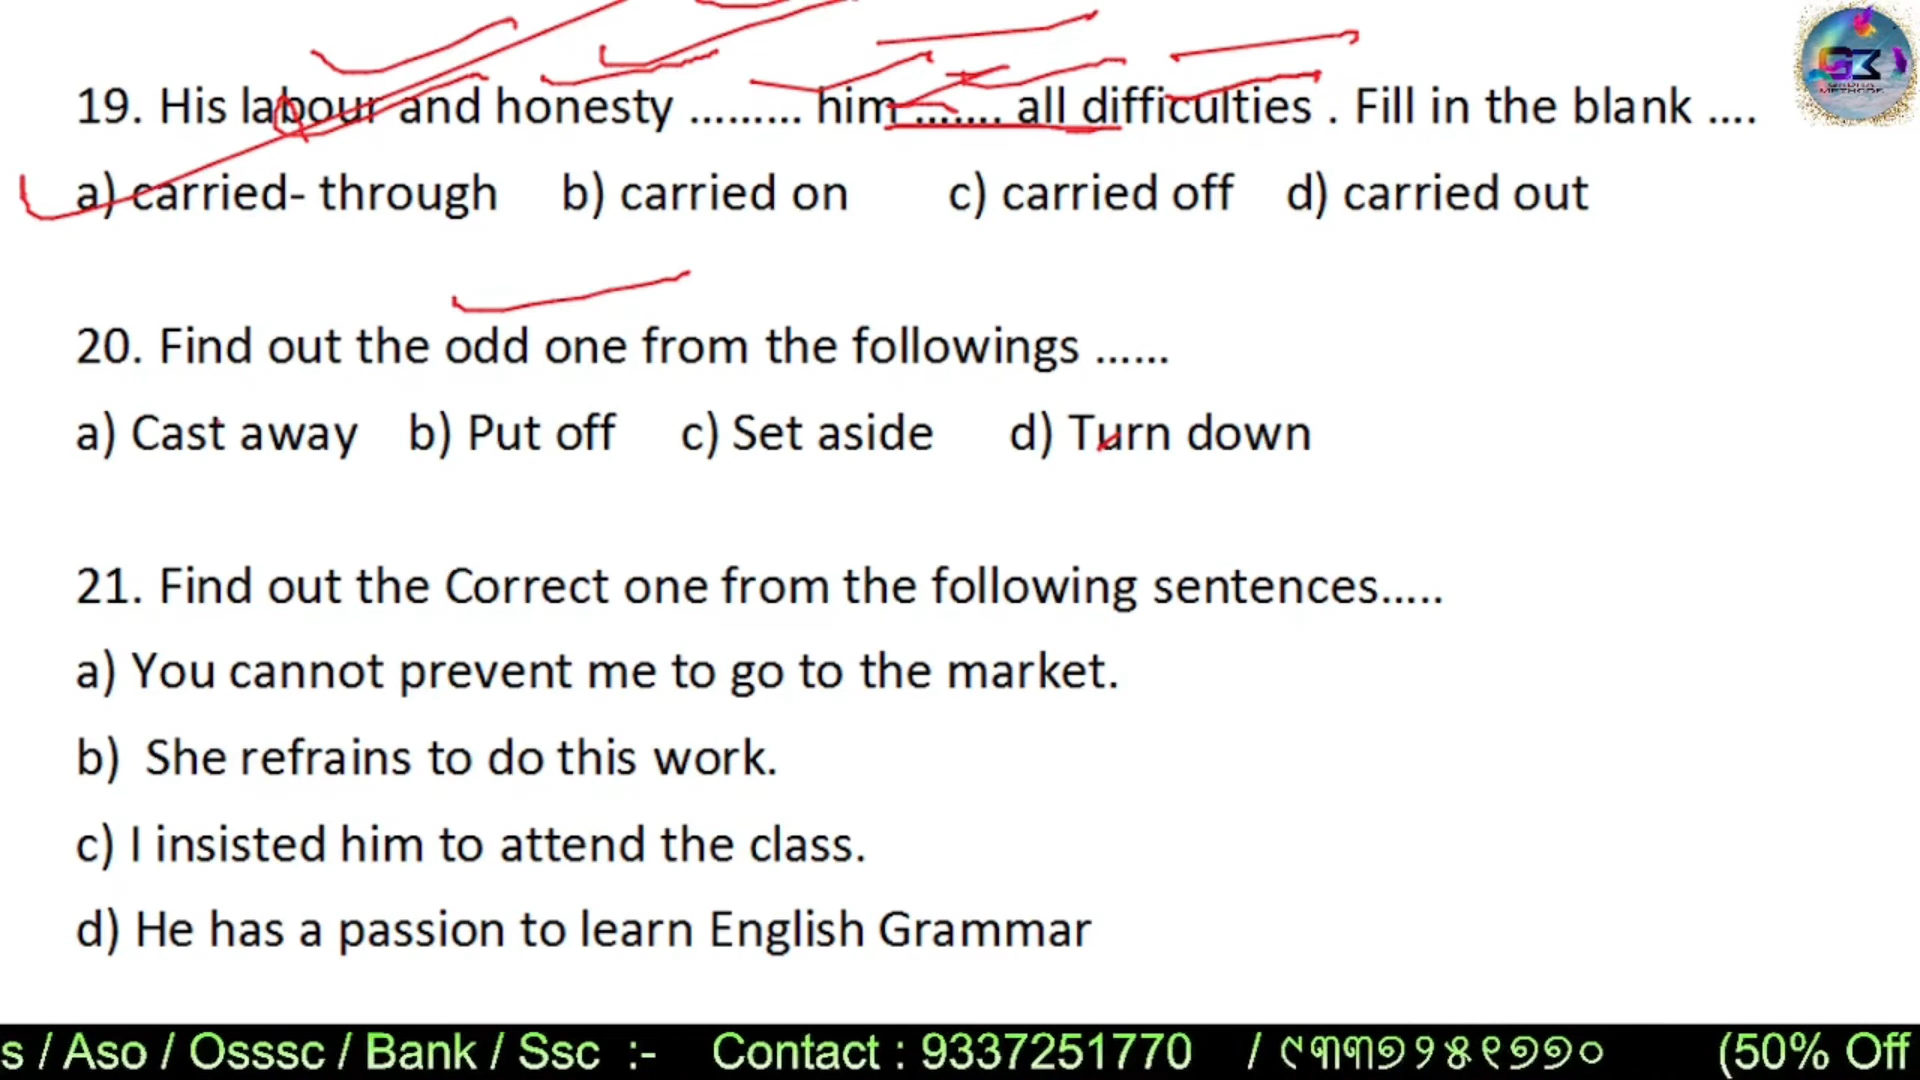 19. His labour and honesty ......... him ....... all difficulties . Fill in the blank ....
a) carried- through b) carried on c) carried off d) carried out
20. Find out the odd one from the followings ......
a) Cast away b) Put off c) Set aside d) Turn down
21. Find out the Correct one from the following sentences.....
a) You cannot prevent me to go to the market.
b) She refrains to do this work.
c) I insisted him to attend the class.
d) He has a passion to learn English Grammar
s / Aso / Osssc / Bank / Ssc :- Contact : 9337251770 / ୯୩୩୭୨୫୧୭୭୦ (50% Off